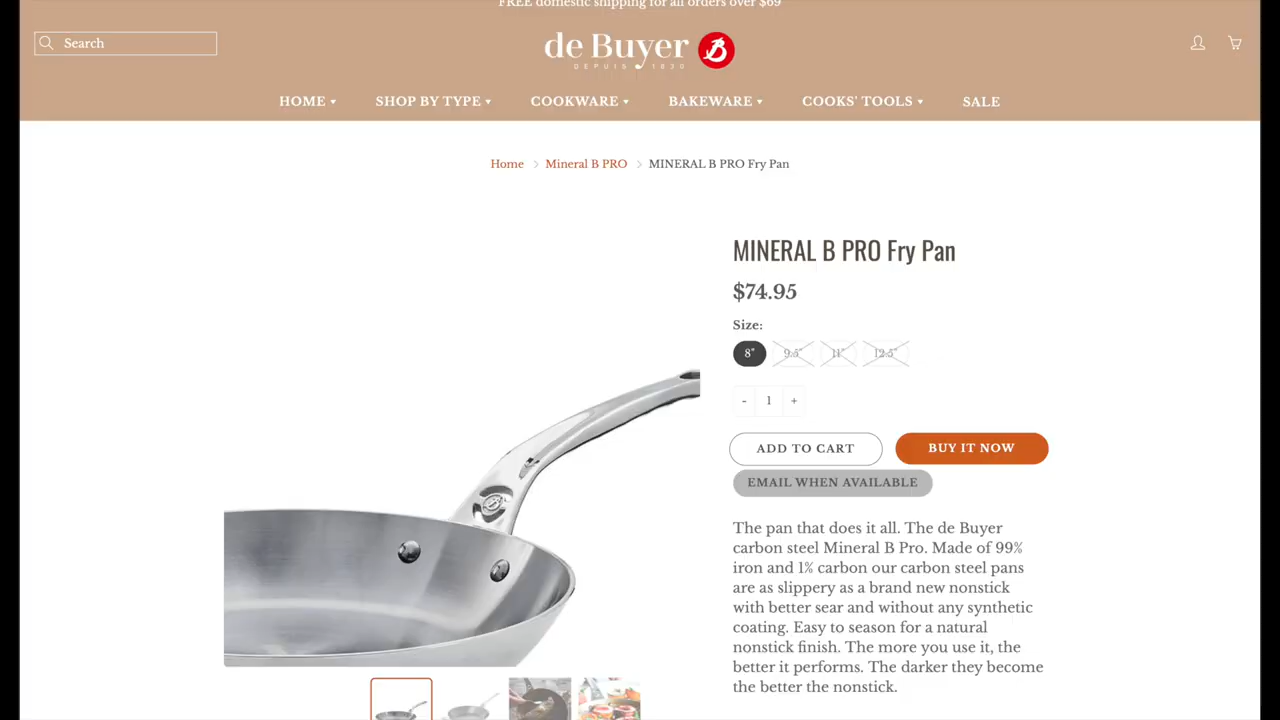 FREE domestic shipping for all orders over $69
Search
de Buyer B
DEPUIS 1830
HOME SHOP BY TYPE COOKWARE BAKEWARE COOKS' TOOLS SALE
Home Mineral B PRO MINERAL B PRO Fry Pan
MINERAL B PRO Fry Pan
$74.95
Size:
8" 9.5" 11" 12.5"
- 1 +
ADD TO CART BUY IT NOW
EMAIL WHEN AVAILABLE
The pan that does it all. The de Buyer
carbon steel Mineral B Pro. Made of 99%
iron and 1% carbon our carbon steel pans
are as slippery as a brand new nonstick
with better sear and without any synthetic
coating. Easy to season for a natural
nonstick finish. The more you use it, the
better it performs. The darker they become
the better the nonstick.